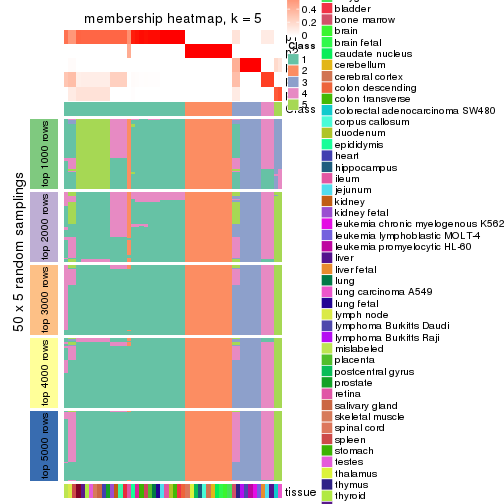 membership heatmap, k = 5
0.4
0.2
0
Class
1
2
3
4
5
Class
50 x 5 random samplings
top 1000 rows
top 2000 rows
top 3000 rows
top 4000 rows
top 5000 rows
tissue
bladder
bone marrow
brain
brain fetal
caudate nucleus
cerebellum
cerebral cortex
colon descending
colon transverse
colorectal adenocarcinoma SW480
corpus callosum
duodenum
epididymis
heart
hippocampus
ileum
jejunum
kidney
kidney fetal
leukemia chronic myelogenous K562
leukemia lymphoblastic MOLT-4
leukemia promyelocytic HL-60
liver
liver fetal
lung
lung carcinoma A549
lung fetal
lymph node
lymphoma Burkitts Daudi
lymphoma Burkitts Raji
mislabeled
placenta
postcentral gyrus
prostate
retina
salivary gland
skeletal muscle
spinal cord
spleen
stomach
testes
thalamus
thymus
thyroid